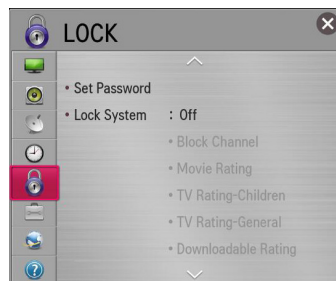 LOCK
• Set Password
• Lock System : Off
• Block Channel
• Movie Rating
• TV Rating-Children
• TV Rating-General
• Downloadable Rating